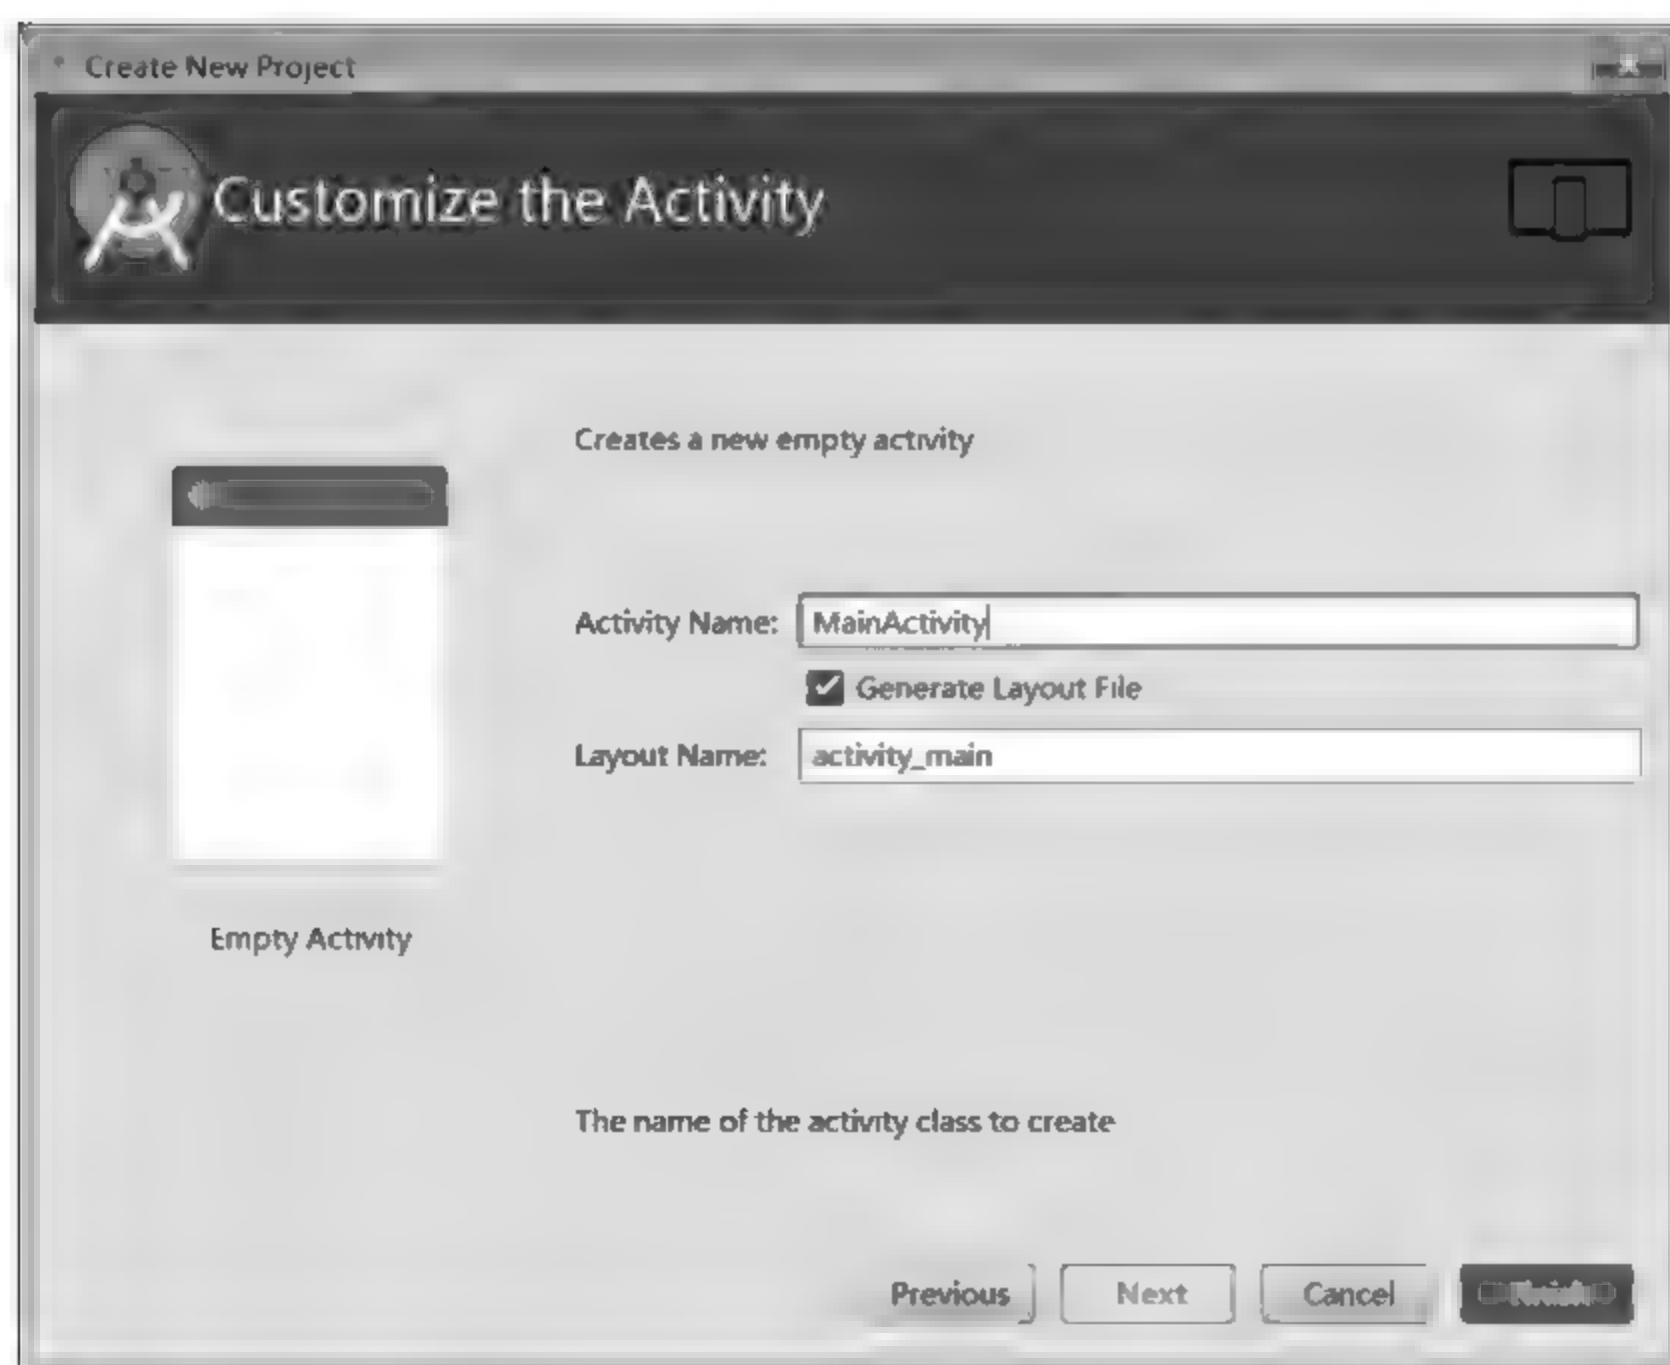 Create New Project
Customize the Activity
Creates a new empty activity
Activity Name: MainActivity
Generate Layout File
Layout Name: activity_main
Empty Activity
The name of the activity class to create
Previous Next Cancel Finish